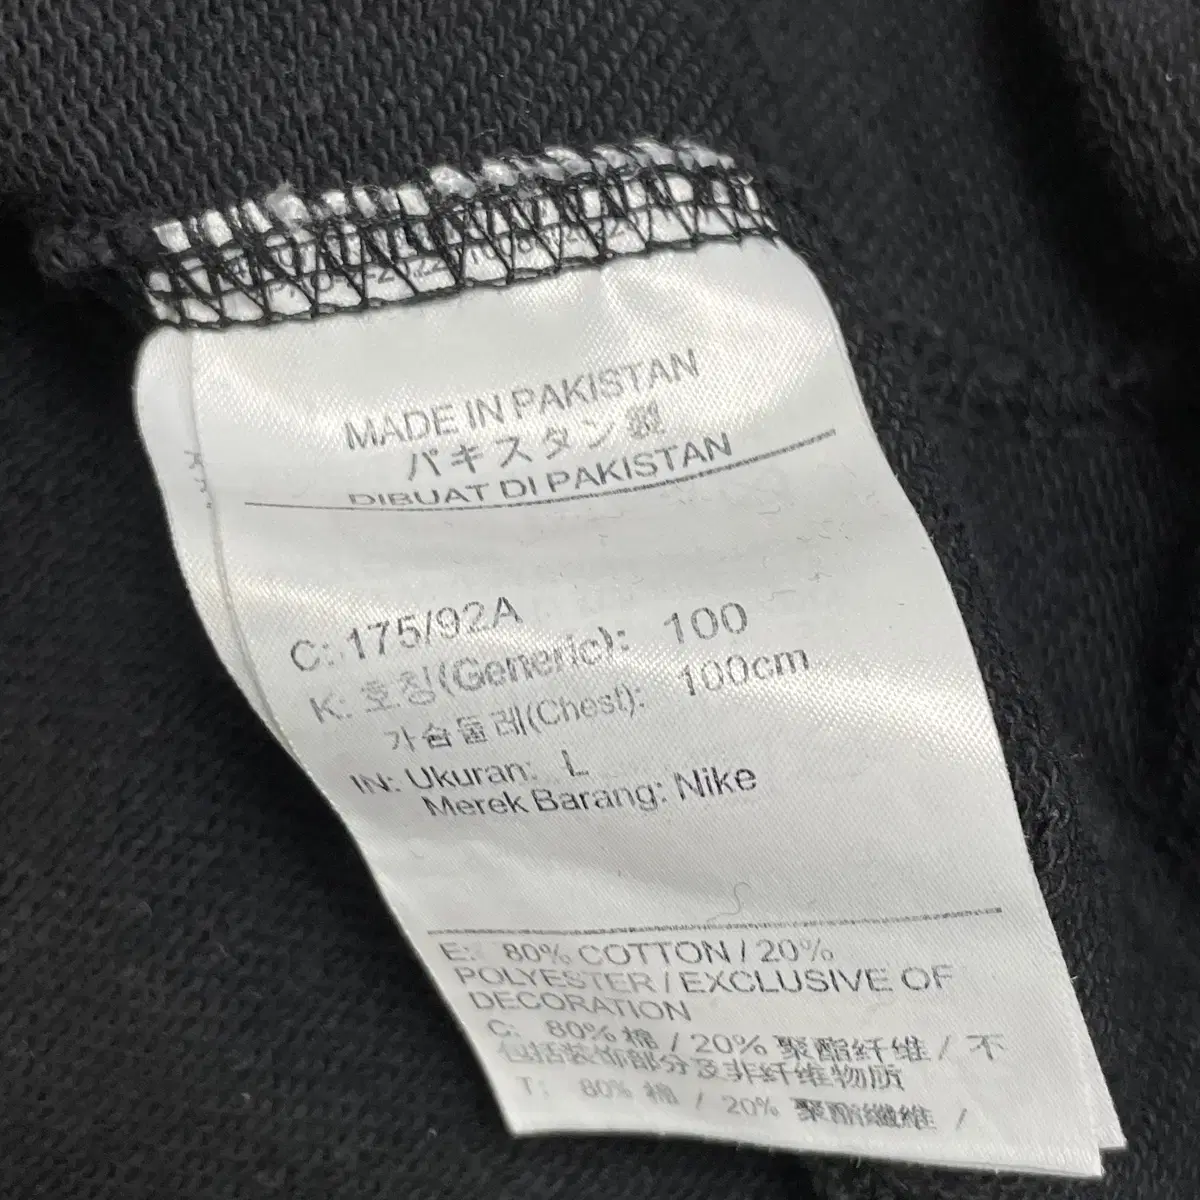 MADE IN PAKISTAN
パキスタン製
DIBUAT DI PAKISTAN
C: 175/92A
K: 호칭(Generic): 100
가슴둘레(Chest): 100cm
IN: Ukuran: L
Merek Barang: Nike
E: 80% COTTON / 20%
POLYESTER / EXCLUSIVE OF
DECORATION
C: 80% 棉 / 20% 聚酯纤维 / 不
包括装饰部分及非纤维物质
T: 80% 棉 / 20% 聚酯纖維 /